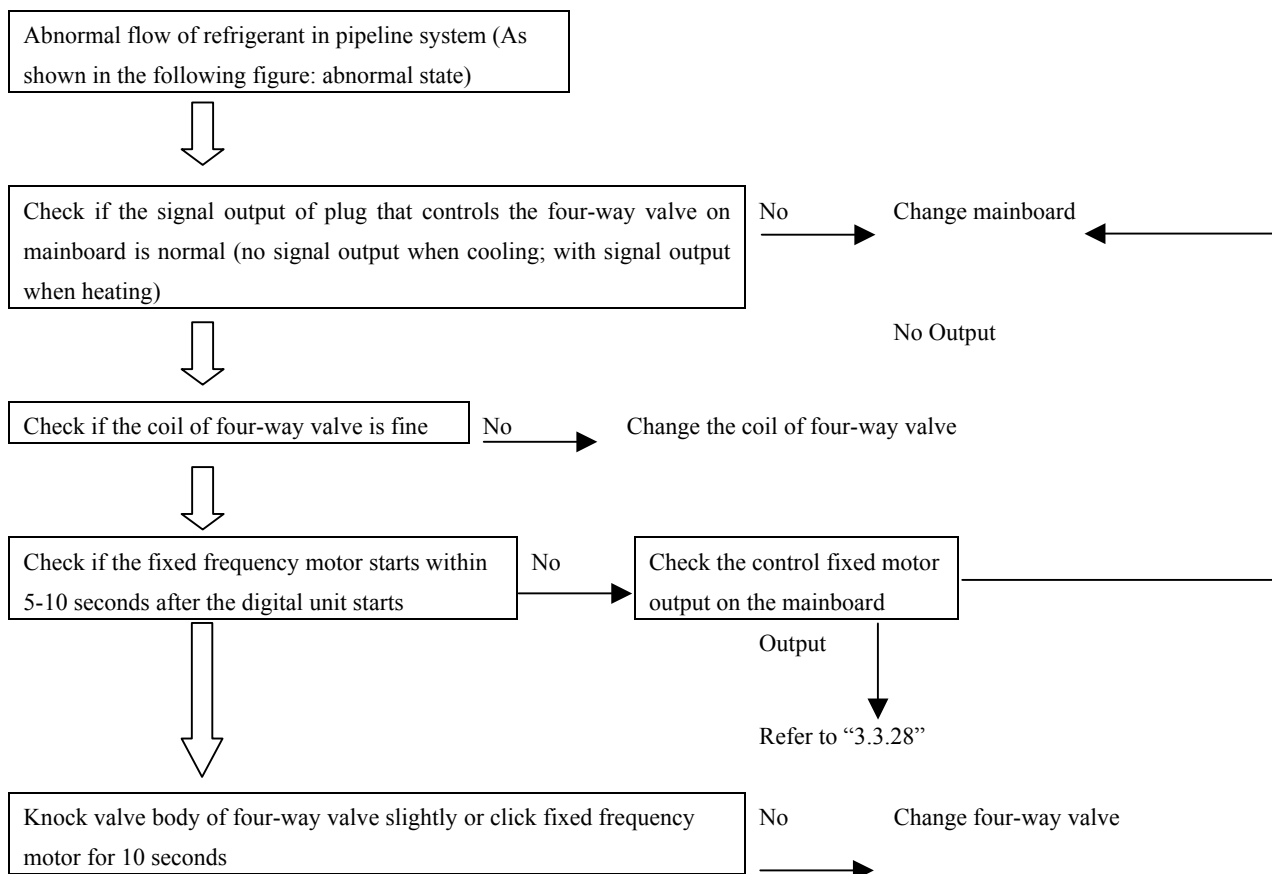 Abnormal flow of refrigerant in pipeline system (As
shown in the following figure: abnormal state)
Check if the signal output of plug that controls the four-way valve on
mainboard is normal (no signal output when cooling; with signal output
when heating)
No
Change mainboard
No Output
Check if the coil of four-way valve is fine
No
Change the coil of four-way valve
Check if the fixed frequency motor starts within
5-10 seconds after the digital unit starts
No
Check the control fixed motor
output on the mainboard
Output
Refer to “3.3.28”
Knock valve body of four-way valve slightly or click fixed frequency
motor for 10 seconds
No
Change four-way valve